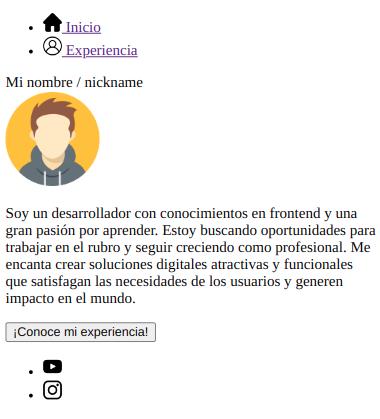 Inicio
Experiencia
Mi nombre / nickname
Soy un desarrollador con conocimientos en frontend y una
gran pasión por aprender. Estoy buscando oportunidades para
trabajar en el rubro y seguir creciendo como profesional. Me
encanta crear soluciones digitales atractivas y funcionales
que satisfagan las necesidades de los usuarios y generen
impacto en el mundo.
¡Conoce mi experiencia!